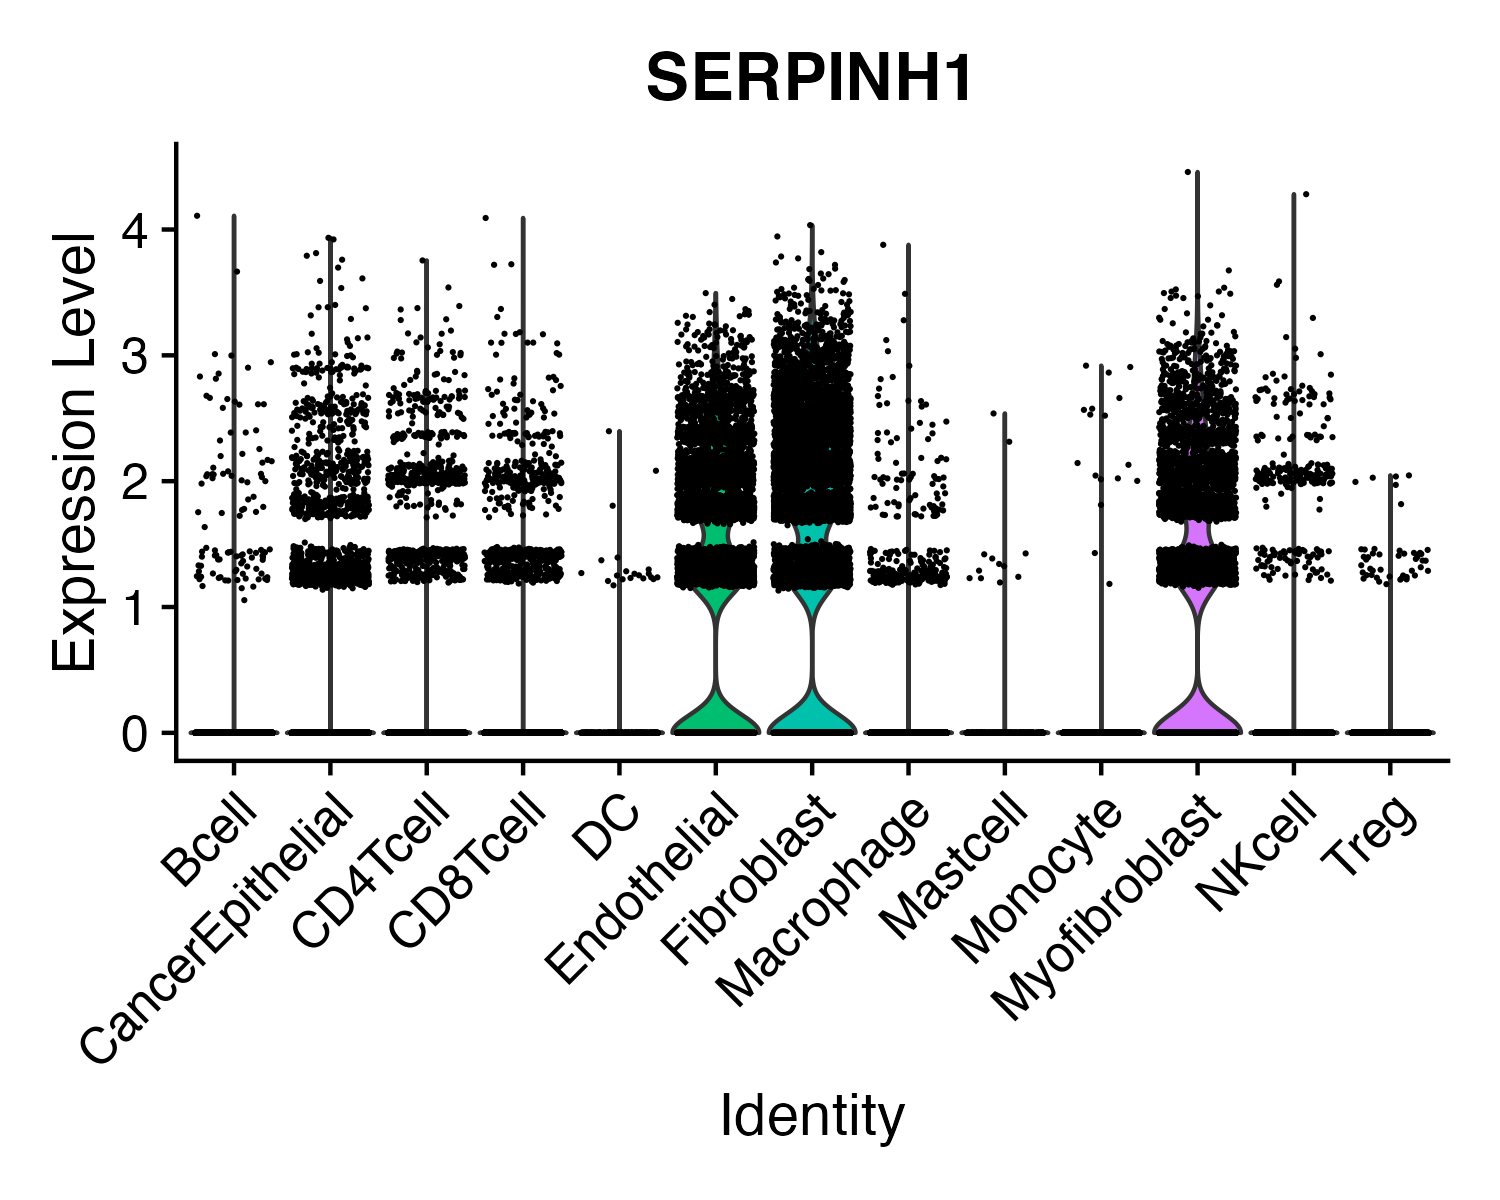 SERPINH1
Expression Level
4
3
2
1
0
Bcell
CancerEpithelial
CD4Tcell
CD8Tcell
DC
Endothelial
Fibroblast
Macrophage
Mastcell
Monocyte
Myofibroblast
NKcell
Treg
Identity